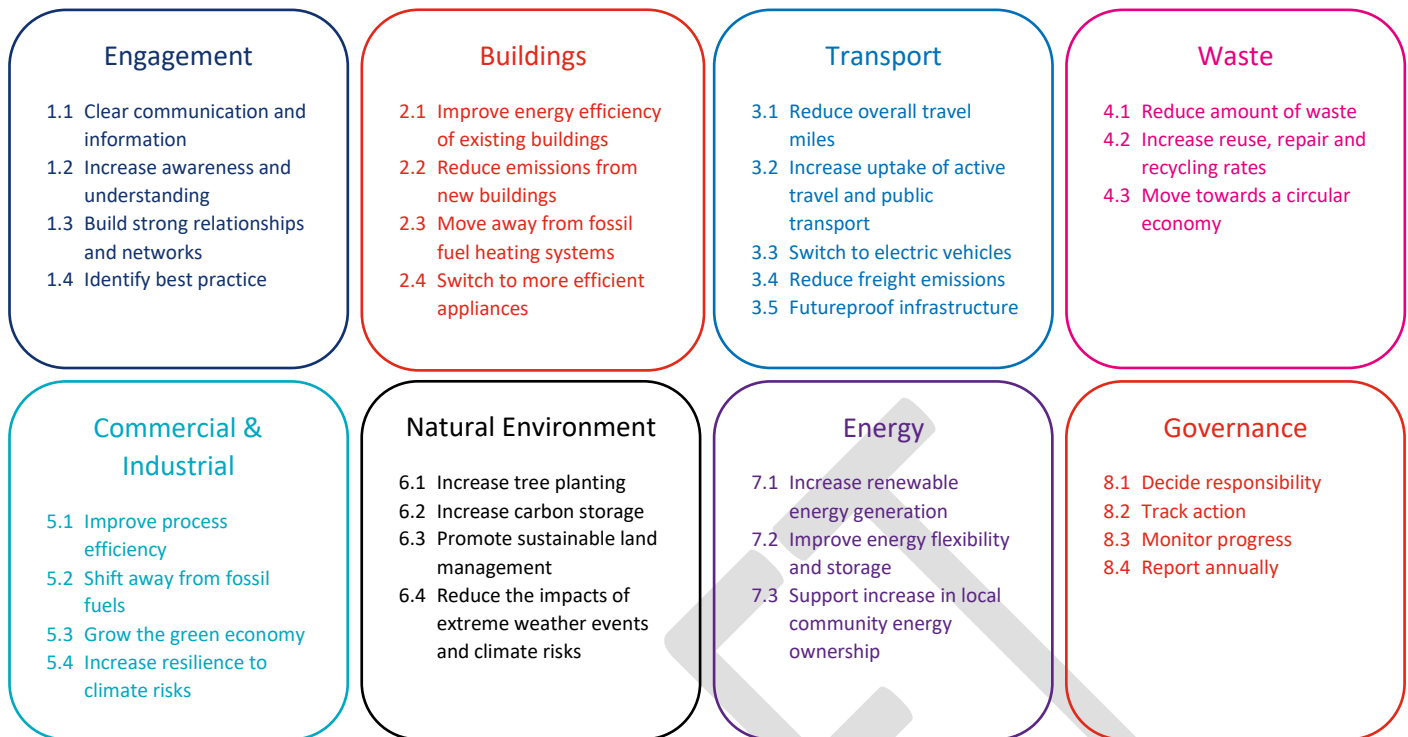 Engagement
1.1 Clear communication and
information
1.2 Increase awareness and
understanding
1.3 Build strong relationships
and networks
1.4 Identify best practice
Buildings
2.1 Improve energy efficiency
of existing buildings
2.2 Reduce emissions from
new buildings
2.3 Move away from fossil
fuel heating systems
2.4 Switch to more efficient
appliances
Transport
3.1 Reduce overall travel
miles
3.2 Increase uptake of active
travel and public
transport
3.3 Switch to electric vehicles
3.4 Reduce freight emissions
3.5 Futureproof infrastructure
Waste
4.1 Reduce amount of waste
4.2 Increase reuse, repair and
recycling rates
4.3 Move towards a circular
economy
Commercial &
Industrial
5.1 Improve process
efficiency
5.2 Shift away from fossil
fuels
5.3 Grow the green economy
5.4 Increase resilience to
climate risks
Natural Environment
6.1 Increase tree planting
6.2 Increase carbon storage
6.3 Promote sustainable land
management
6.4 Reduce the impacts of
extreme weather events
and climate risks
Energy
7.1 Increase renewable
energy generation
7.2 Improve energy flexibility
and storage
7.3 Support increase in local
community energy
ownership
Governance
8.1 Decide responsibility
8.2 Track action
8.3 Monitor progress
8.4 Report annually